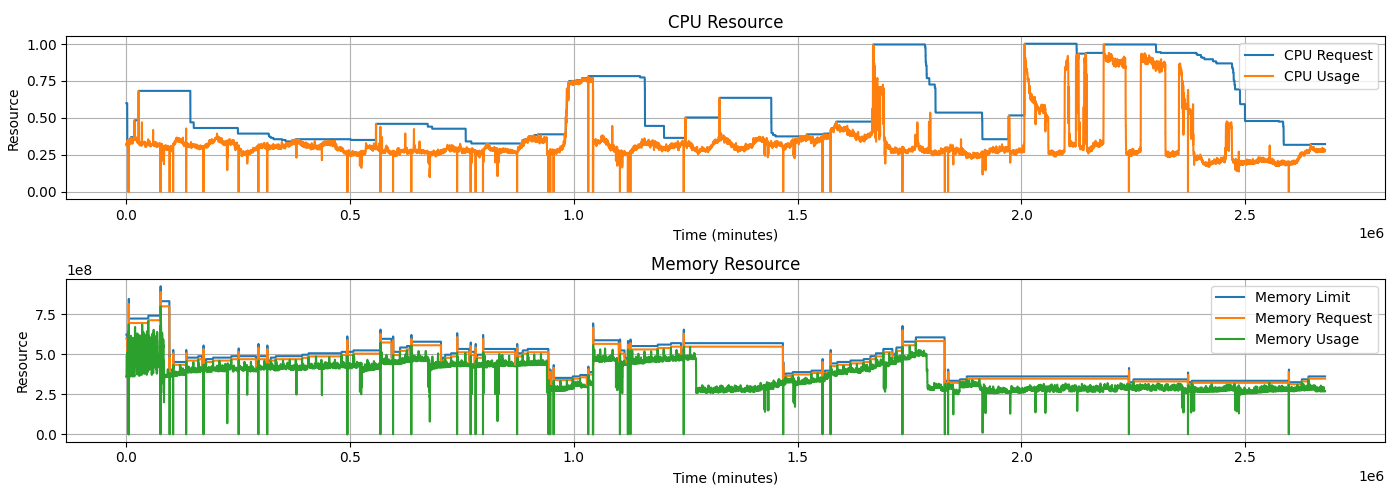 CPU Resource
1.00
0.75
0.50
0.25
0.00
Resource
CPU Request
CPU Usage
0.0 0.5 1.0 1.5 2.0 2.5
Time (minutes) 1e6
Memory Resource
1e8
7.5
5.0
2.5
0.0
Resource
Memory Limit
Memory Request
Memory Usage
0.0 0.5 1.0 1.5 2.0 2.5
Time (minutes) 1e6